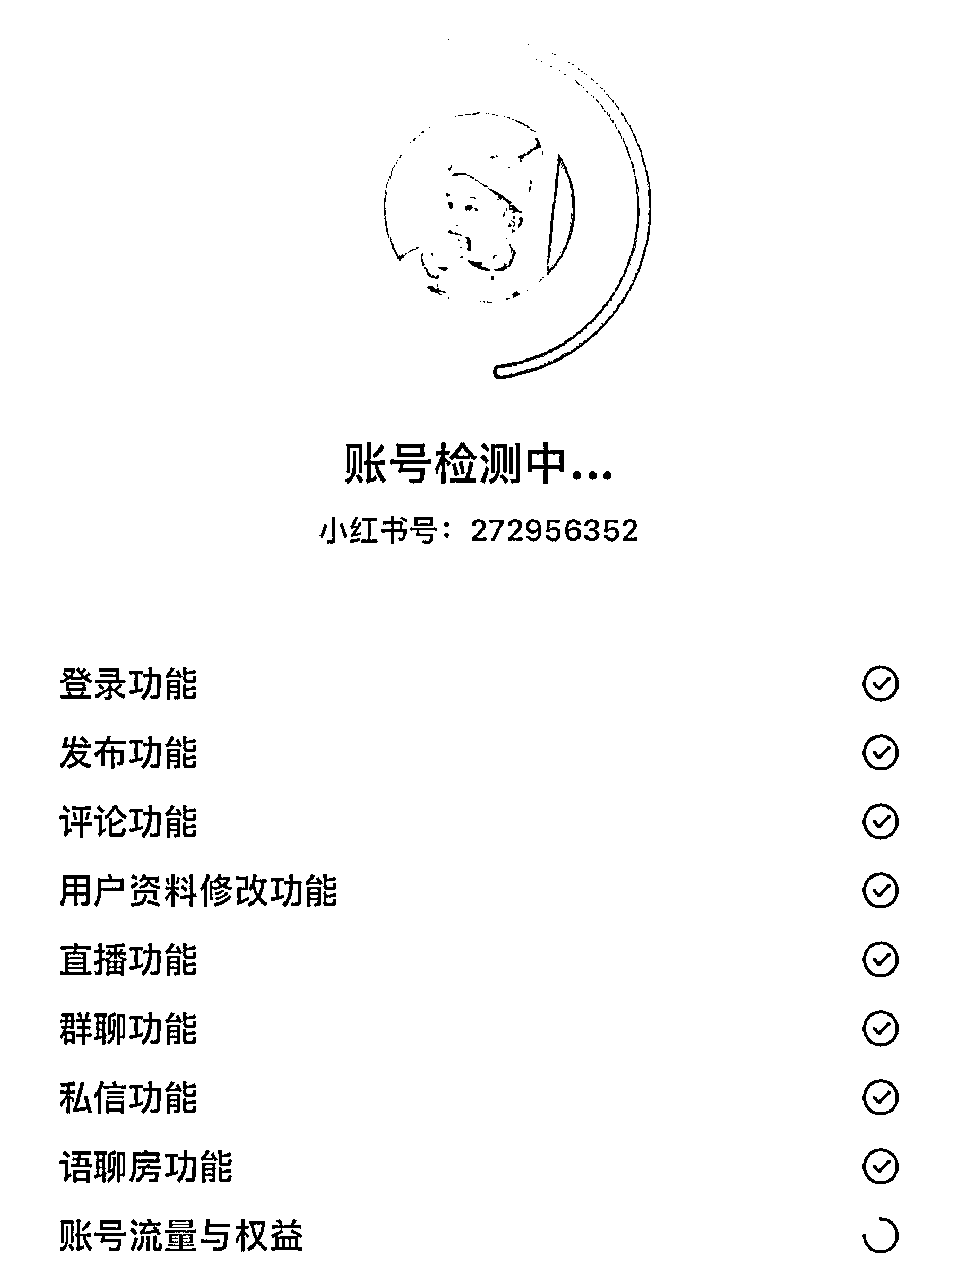 账号检测中...
小红书号：272956352
登录功能
发布功能
评论功能
用户资料修改功能
直播功能
群聊功能
私信功能
语聊房功能
账号流量与权益